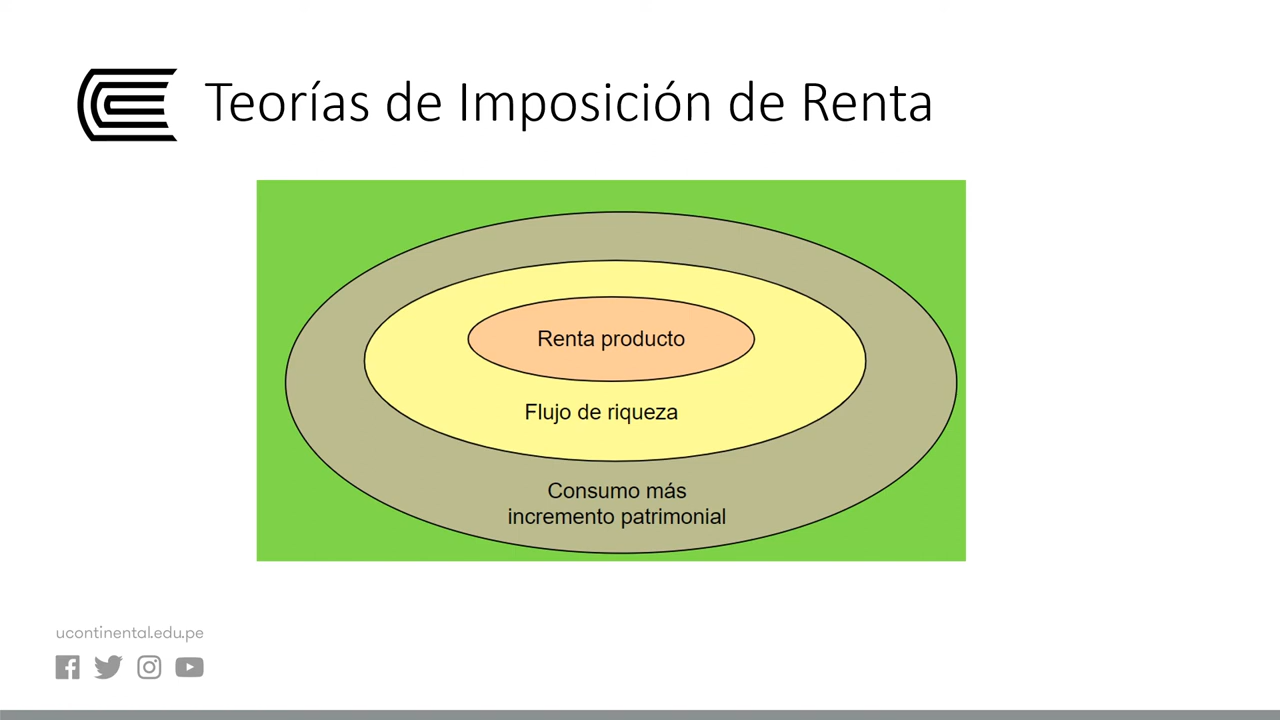 Teorías de Imposición de Renta
Renta producto
Flujo de riqueza
Consumo más
incremento patrimonial
ucontinental.edu.pe